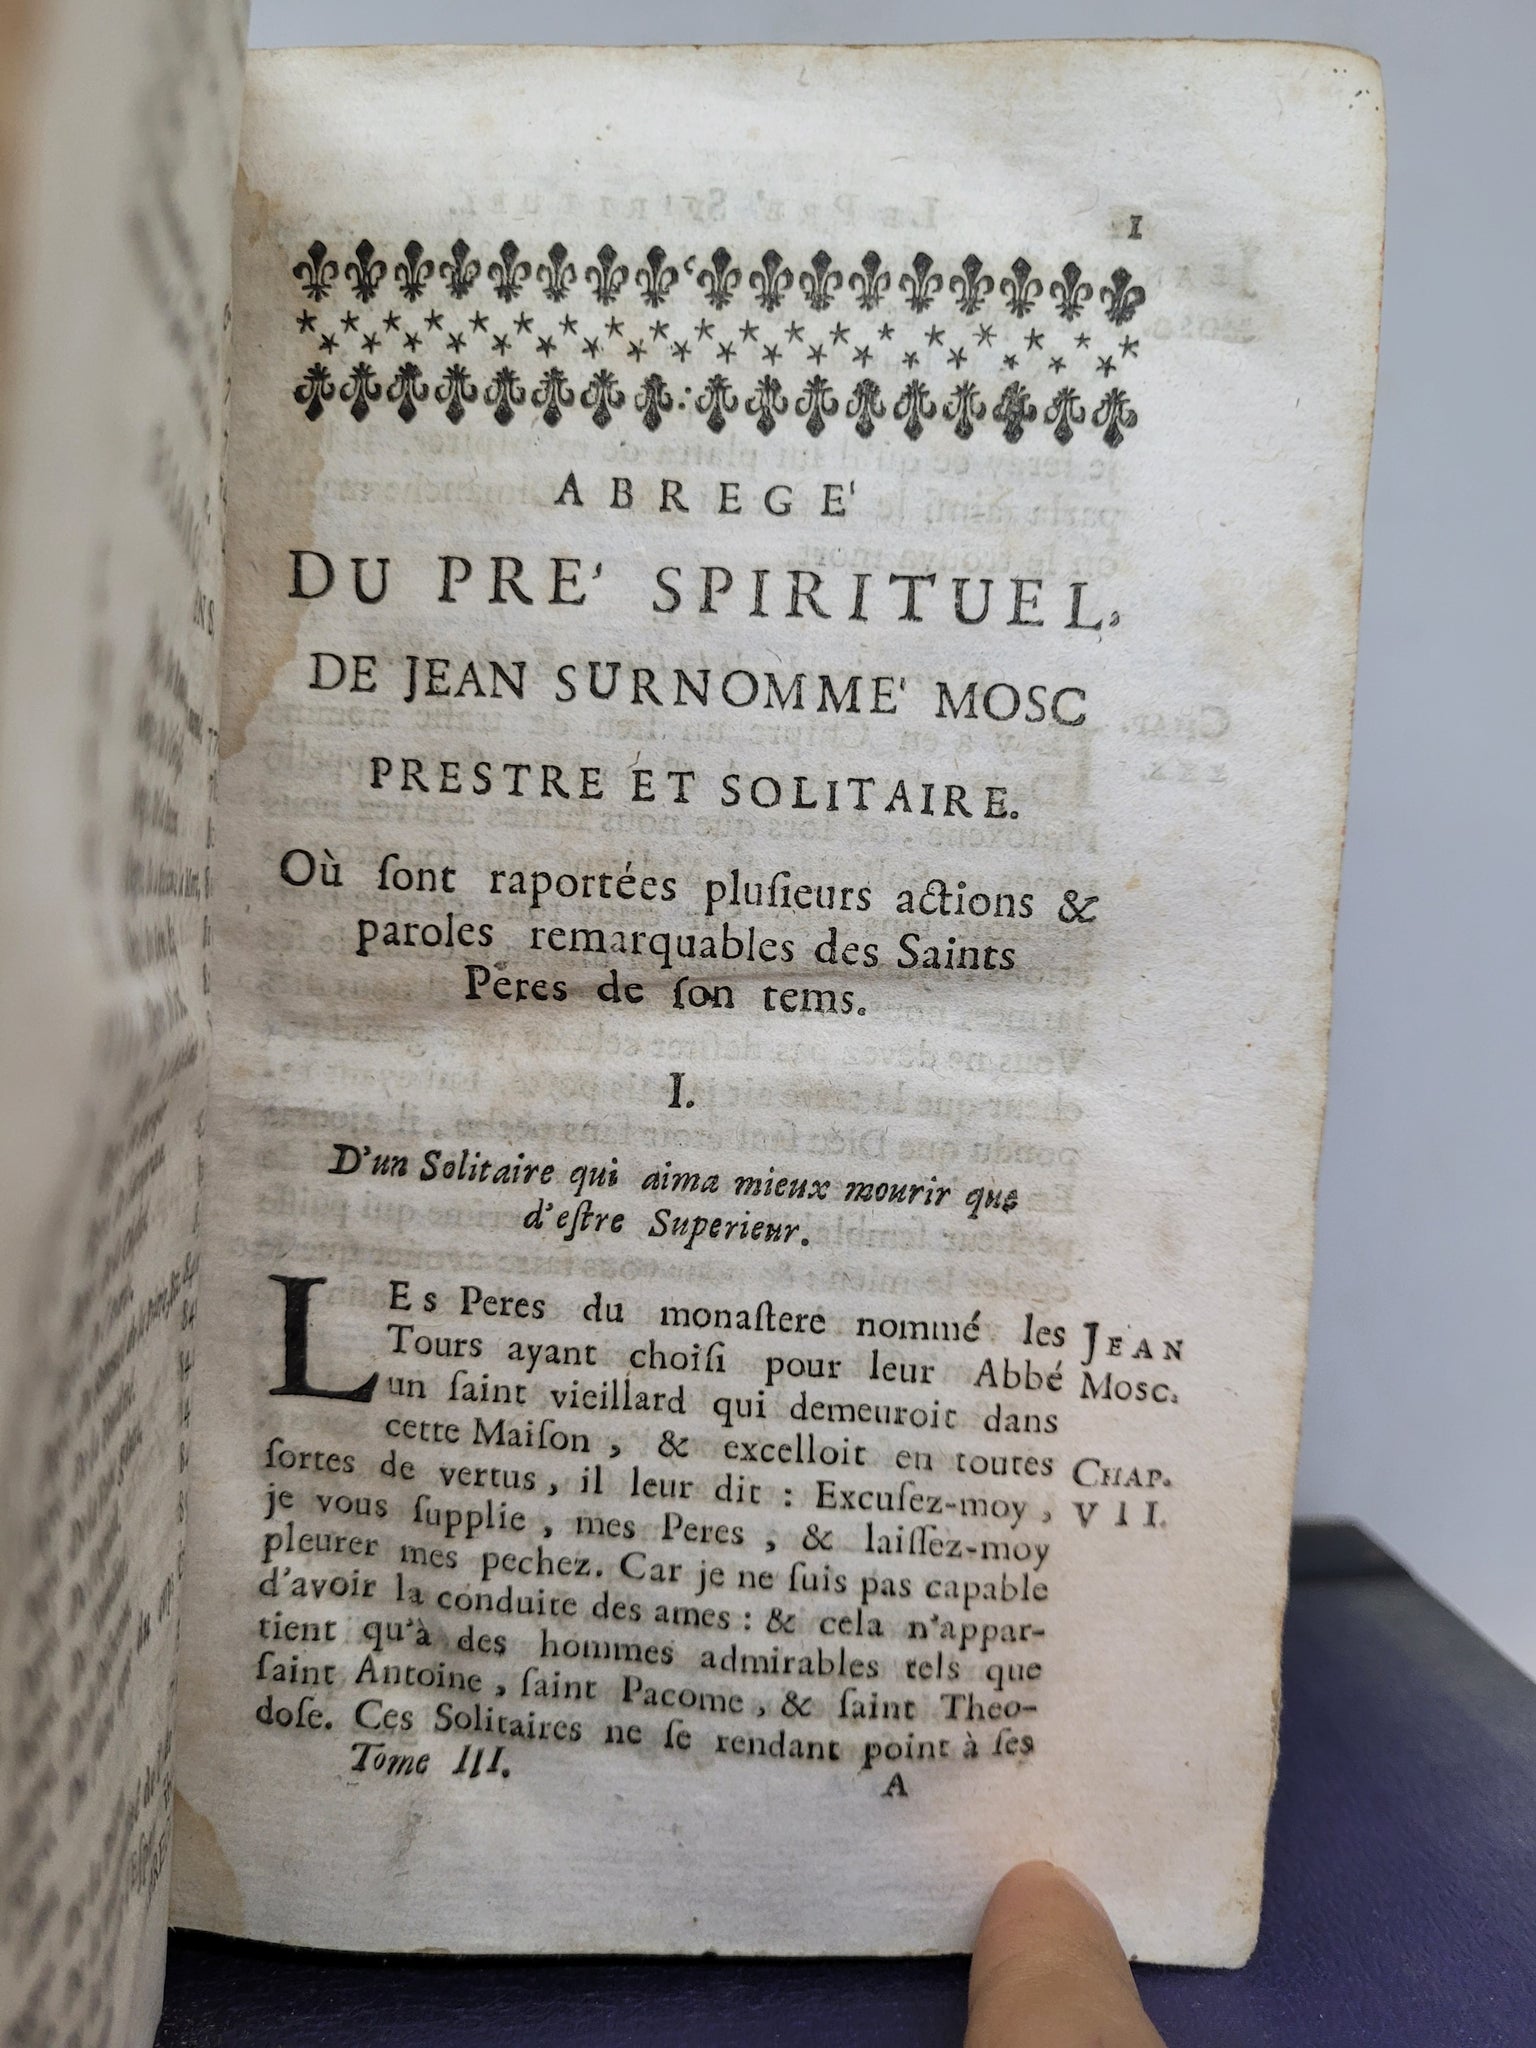 1
ABREGE'
DU PRE' SPIRITUEL,
DE JEAN SURNOMME' MOSC
PRESTRE ET SOLITAIRE.
Où ſont raportées pluſieurs actions &
paroles remarquables des Saints
Peres de ſon tems.
I.
D'un Solitaire qui aima mieux mourir que
d'eſtre Superieur.
LEs Peres du monaſtere nommé les
Tours ayant choiſi pour leur Abbé
un ſaint vieillard qui demeuroit dans
cette Maiſon, & excelloit en toutes
ſortes de vertus, il leur dit : Excuſez-moy,
je vous ſupplie, mes Peres, & laiſſez-moy
pleurer mes pechez. Car je ne ſuis pas capable
d'avoir la conduite des ames : & cela n'appar-
tient qu'à des hommes admirables tels que
ſaint Antoine, ſaint Pacome, & ſaint Theo-
doſe. Ces Solitaires ne ſe rendant point à ſes
JEAN
MOSC.
CHAP.
VII.
Tome III.
A